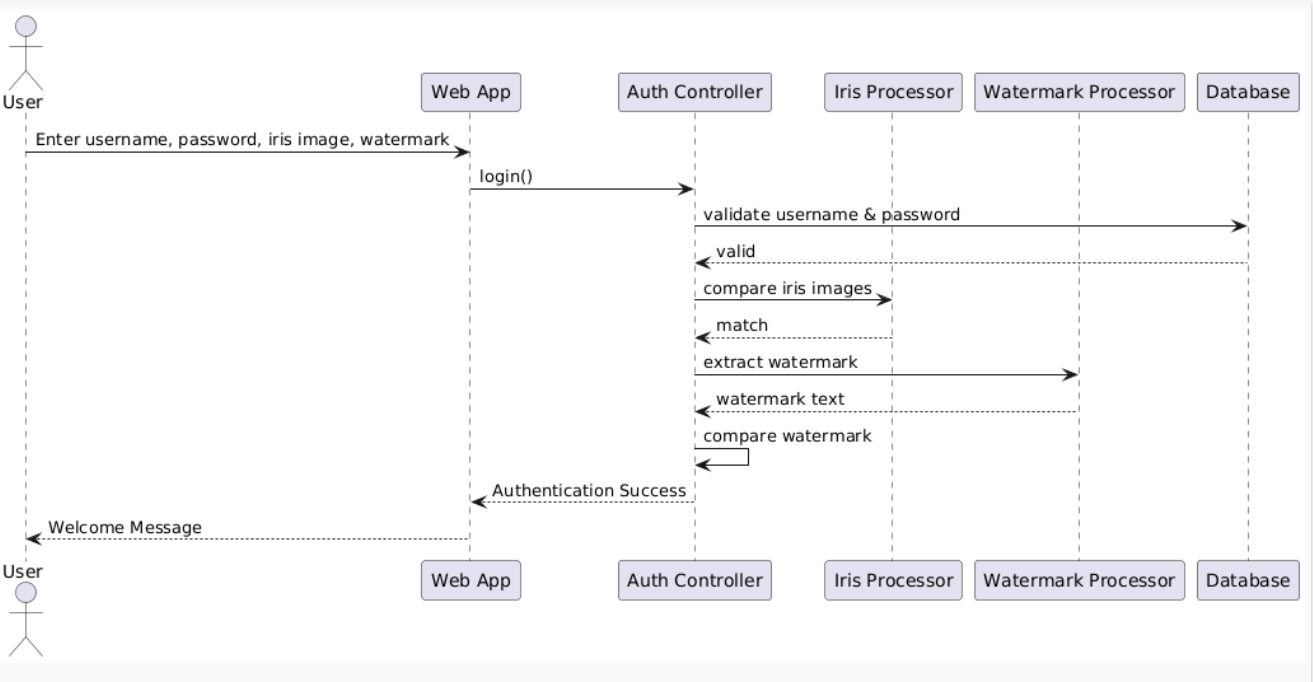 User
Web App
Auth Controller
Iris Processor
Watermark Processor
Database
Enter username, password, iris image, watermark
login()
validate username & password
valid
compare iris images
match
extract watermark
watermark text
compare watermark
Authentication Success
Welcome Message
User
Web App
Auth Controller
Iris Processor
Watermark Processor
Database